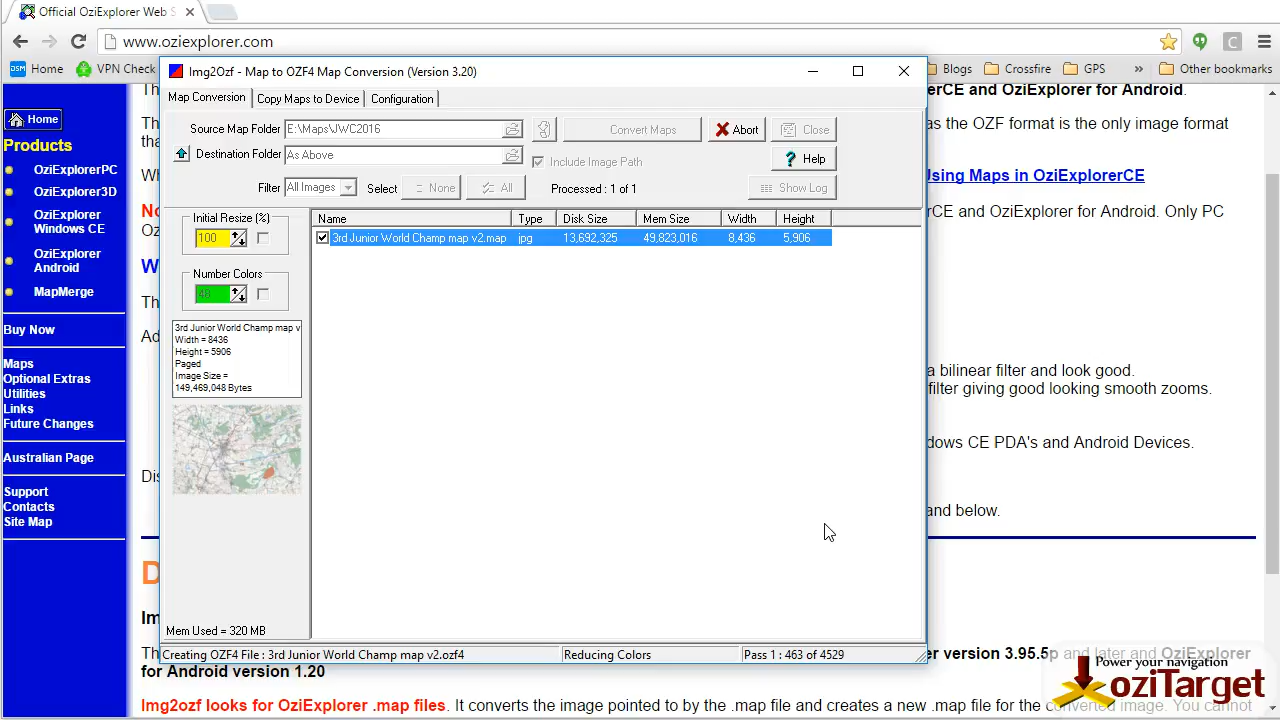 Official OziExplorer Web S
www.oziexplorer.com
Home
VPN Check
Blogs
Crossfire
GPS
»
Other bookmarks
Img2Ozf - Map to OZF4 Map Conversion (Version 3.20)
Map Conversion
Copy Maps to Device
Configuration
Source Map Folder
E:\Maps\JWC2016
Convert Maps
Abort
Close
Destination Folder
As Above
Include Image Path
Help
Filter
All Images
Select
None
All
Processed : 1 of 1
Show Log
Initial Resize (%)
100
Number Colors
Name Type Disk Size Mem Size Width Height
3rd Junior World Champ map v2.map jpg 13,692,325 49,823,016 8,436 5,906
3rd Junior World Champ map v
Width = 8436
Height = 5906
Paged
Image Size =
149,469,048 Bytes
Mem Used = 320 MB
Creating OZF4 File : 3rd Junior World Champ map v2.ozf4
Reducing Colors
Pass 1 : 463 of 4529
Home
Products
OziExplorerPC
OziExplorer3D
OziExplorer
Windows CE
OziExplorer
Android
MapMerge
Buy Now
Maps
Optional Extras
Utilities
Links
Future Changes
Australian Page
Support
Contacts
Site Map
rCE and OziExplorer for Android.
as the OZF format is the only image format
Using Maps in OziExplorerCE
CE and OziExplorer for Android. Only PC
a bilinear filter and look good.
filter giving good looking smooth zooms.
dows CE PDA's and Android Devices.
and below.
er version 3.95.5p and later and OziExplorer
for Android version 1.20
Img2ozf looks for OziExplorer .map files. It converts the image pointed to by the .map file and creates a new .map file for the converted image. You cannot
Power your navigation
oziTarget